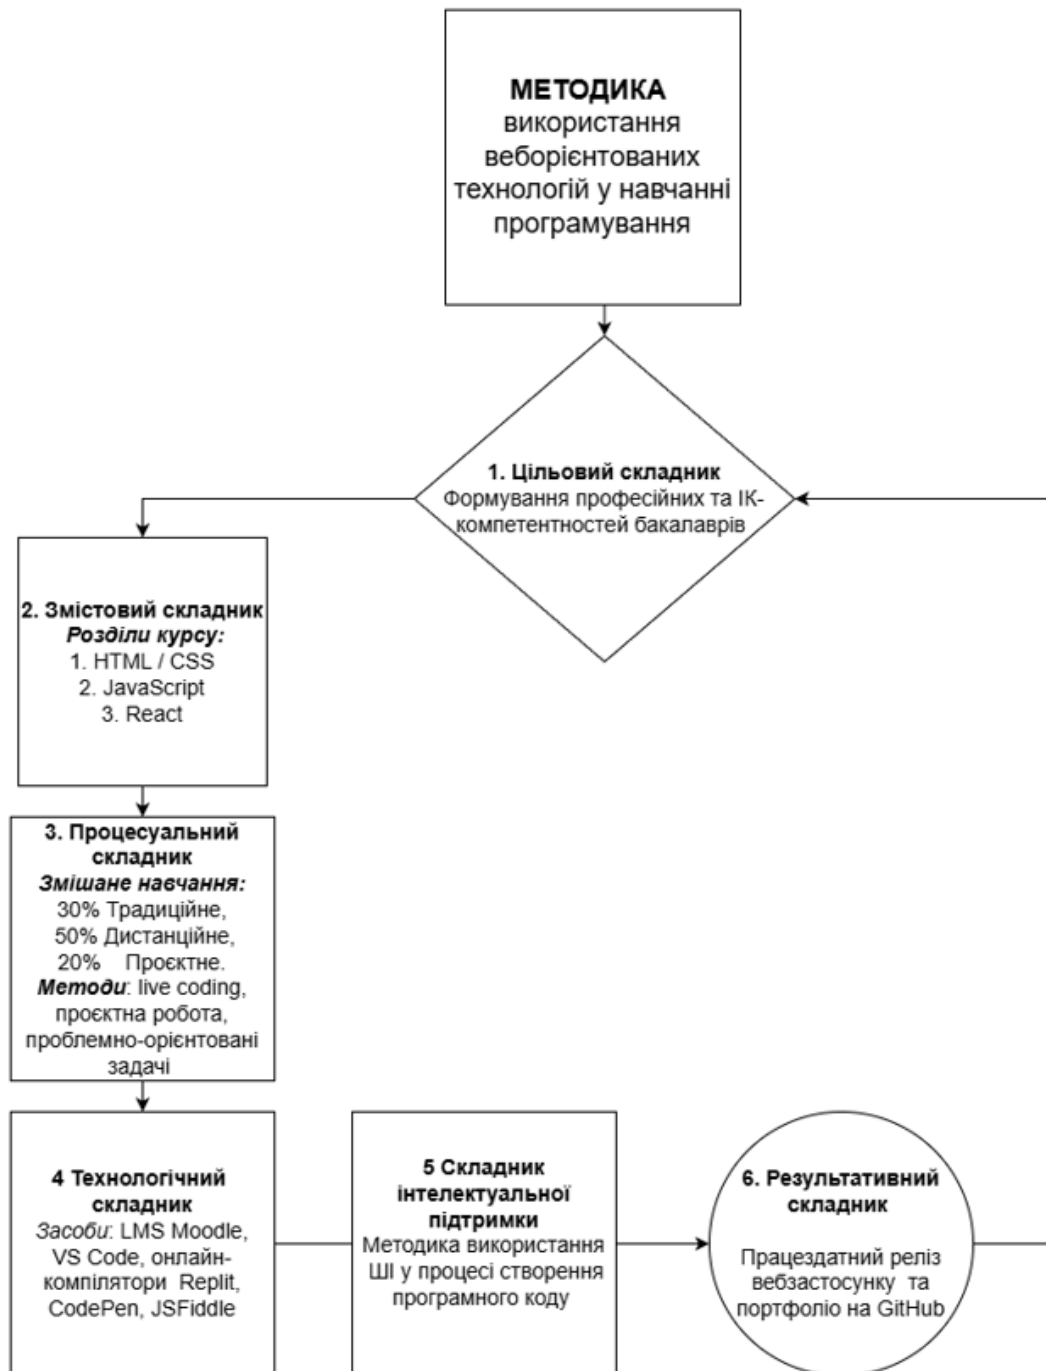 МЕТОДИКА
використання
веборієнтованих
технологій у навчанні
програмування
1. Цільовий складник
Формування професійних та ІК-
компетентностей бакалаврів
2. Змістовий складник
Розділи курсу:
1. HTML / CSS
2. JavaScript
3. React
3. Процесуальний
складник
Змішане навчання:
30% Традиційне,
50% Дистанційне,
20% Проєктне.
Методи: live coding,
проєктна робота,
проблемно-орієнтовані
задачі
4 Технологічний
складник
Засоби: LMS Moodle,
VS Code, онлайн-
компілятори Replit,
CodePen, JSFiddle
5 Складник
інтелектуальної
підтримки
Методика використання
ШІ у процесі створення
програмного коду
6. Результативний
складник
Працездатний реліз
вебзастосунку та
портфоліо на GitHub